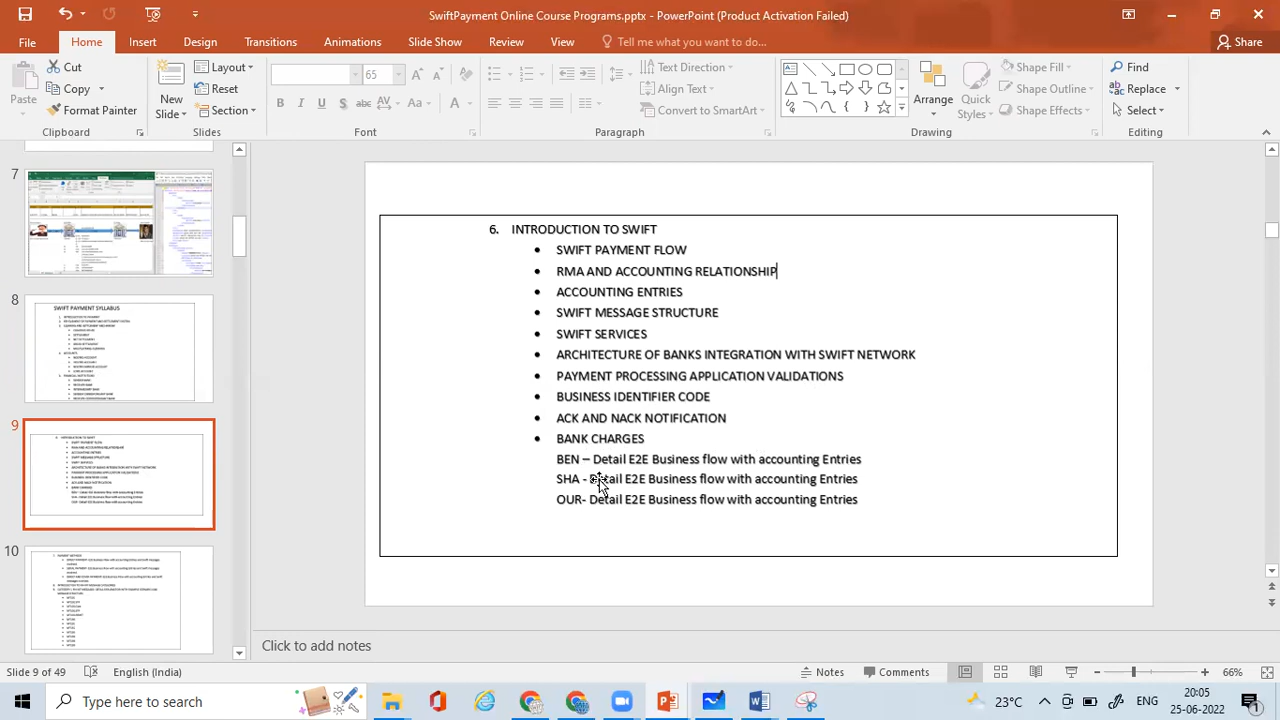 SwiftPayment Online Course Agenda.pptx - PowerPoint (Product Activation Failed)
File Home Insert Design Transitions Animations Slide Show Review View Tell me what you want to do... Share
Cut
Copy
Format Painter
Paste
Clipboard
New Slide
Layout
Reset
Section
Slides
65
Font
Text Direction
Align Text
Convert to SmartArt
Paragraph
Arrange
Quick Styles
Shape Fill
Shape Outline
Shape Effects
Drawing
Find
Replace
Select
Editing
7
8
SWIFT PAYMENT SYLLABUS
9
10
6. INTRODUCTION TO SWIFT
• SWIFT PAYMENT FLOW
• RMA AND ACCOUNTING RELATIONSHIP
• ACCOUNTING ENTRIES
• SWIFT MESSAGE STRUCTURE
• SWIFT SERVICES
• ARCHITECTURE OF BANKS INTEGRATION WITH SWIFT NETWORK
• PAYMENT PROCESSING APPLICATION VALIDATIONS
• BUSINESS IDENTIFIER CODE
• ACK AND NACK NOTIFICATION
• BANK CHARGES
BEN – Detail E2E Business flow with accounting Entries
SHA - Detail E2E Business flow with accounting Entries
OUR- Detail E2E Business flow with accounting Entries
Click to add notes
Slide 9 of 49 English (India) Notes Comments 66%
Type here to search 23°C ENG 20:05
25-06-2022